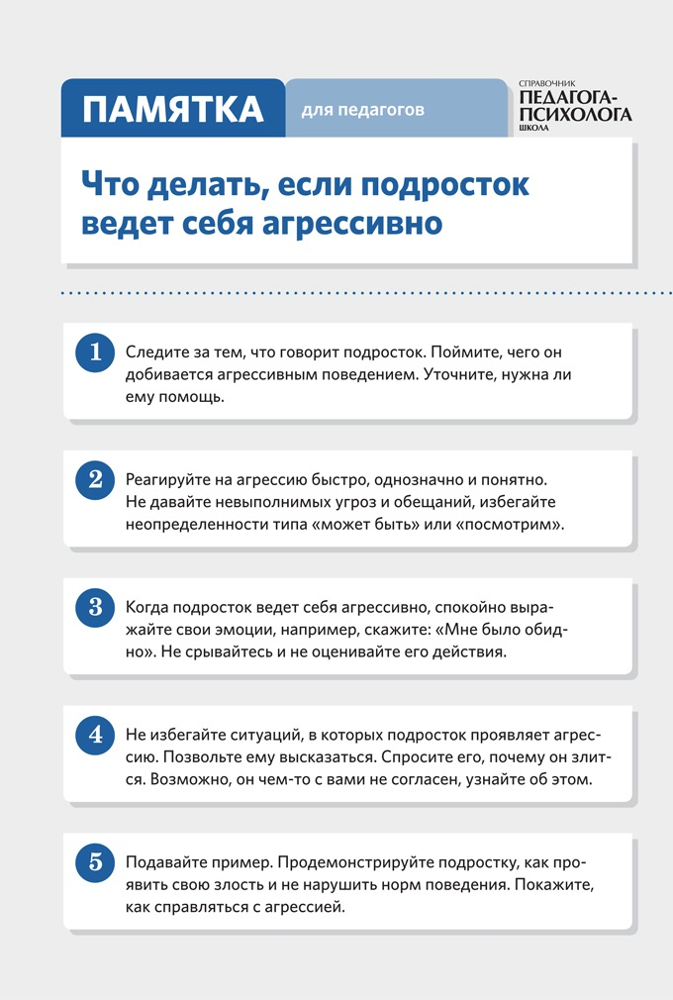 ПАМЯТКА
для педагогов
СПРАВОЧНИК
ПЕДАГОГА-
ПСИХОЛОГА
ШКОЛА
Что делать, если подросток
ведет себя агрессивно
1
Следите за тем, что говорит подросток. Поймите, чего он
добивается агрессивным поведением. Уточните, нужна ли
ему помощь.
2
Реагируйте на агрессию быстро, однозначно и понятно.
Не давайте невыполнимых угроз и обещаний, избегайте
неопределенности типа «может быть» или «посмотрим».
3
Когда подросток ведет себя агрессивно, спокойно выра-
жайте свои эмоции, например, скажите: «Мне было обид-
но». Не срывайтесь и не оценивайте его действия.
4
Не избегайте ситуаций, в которых подросток проявляет агрес-
сию. Позвольте ему высказаться. Спросите его, почему он злит-
ся. Возможно, он чем-то с вами не согласен, узнайте об этом.
5
Подавайте пример. Продемонстрируйте подростку, как про-
явить свою злость и не нарушить норм поведения. Покажите,
как справляться с агрессией.